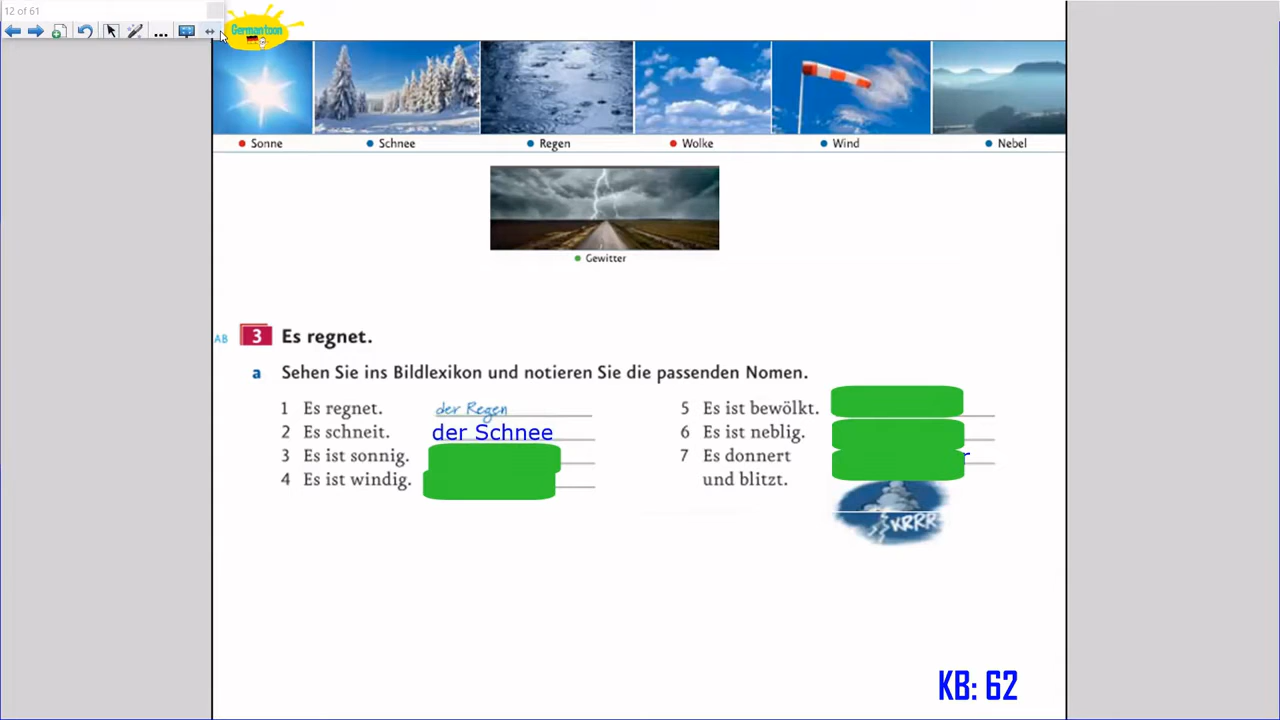 12 of 61
...
Germantoon
Sonne
Schnee
Regen
Wolke
Wind
Nebel
Gewitter
AB 3 Es regnet.
a Sehen Sie ins Bildlexikon und notieren Sie die passenden Nomen.
1 Es regnet. der Regen
2 Es schneit. der Schnee
3 Es ist sonnig.
4 Es ist windig.
5 Es ist bewölkt.
6 Es ist neblig.
7 Es donnert r
und blitzt.
KRRR
KB: 62